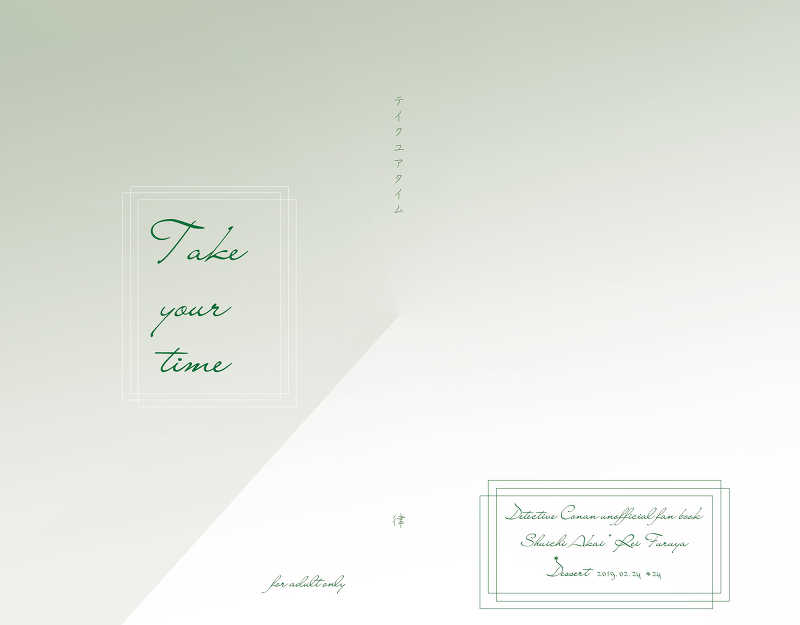 テイクユアタイム
Take
your
time
律
for adult only
Detective Conan unofficial fan book
Shuichi Akai* Rei Furuya
Dessert 2019.02.24 #24